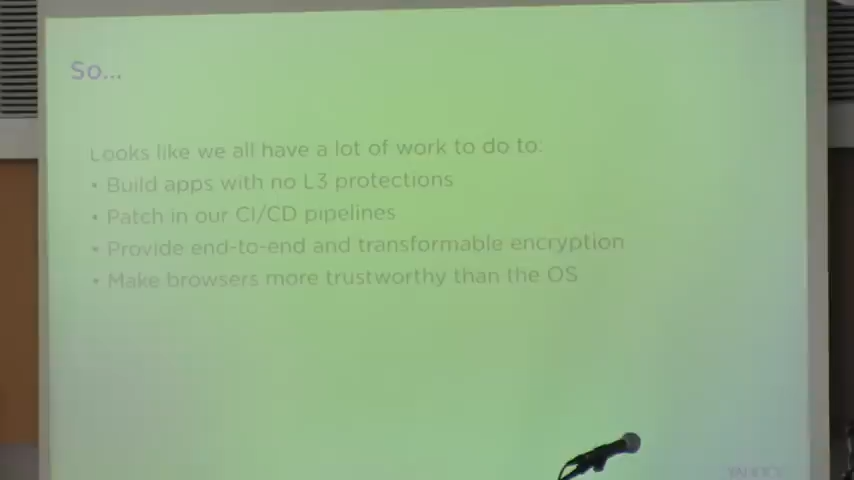 So...
Looks like we all have a lot of work to do to:
• Build apps with no L3 protections
• Patch in our CI/CD pipelines
• Provide end-to-end and transformable encryption
• Make browsers more trustworthy than the OS